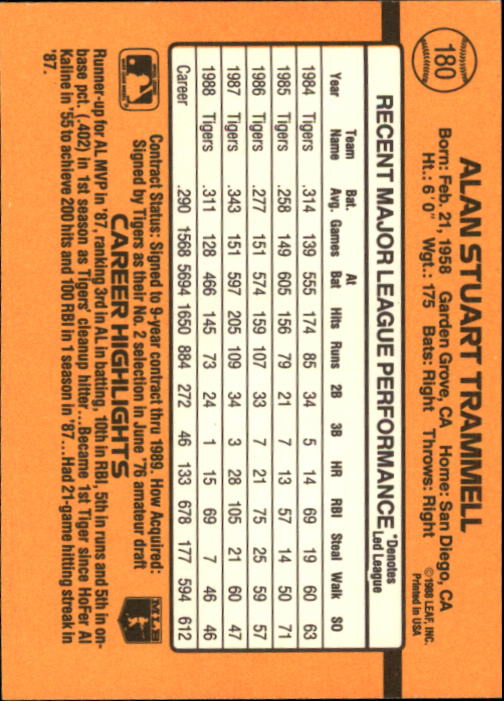 180
ALAN STUART TRAMMELL
Born: Feb. 21, 1958 Garden Grove, CA Home: San Diego, CA
Ht.: 6'0" Wgt.: 175 Bats: Right Throws: Right
©1988 LEAF, INC.
Printed in USA
RECENT MAJOR LEAGUE PERFORMANCE
*Denotes
Led League
Year Team Name Bat. Avg. Games At Bat Hits Runs 2B 3B HR RBI Steal Walk SO
1984 Tigers .314 139 555 174 85 34 5 14 69 19 60 63
1985 Tigers .258 149 605 156 79 21 7 13 57 14 50 71
1986 Tigers .277 151 574 159 107 33 7 21 75 25 59 57
1987 Tigers .343 151 597 205 109 34 3 28 105 21 60 47
1988 Tigers .311 128 466 145 73 24 1 15 69 7 46 46
Career .290 1568 5694 1650 884 272 46 133 678 177 594 612
Contract Status: Signed to 9-year contract thru 1989. How Acquired:
Signed by Tigers as their No. 2 selection in June '76 amateur draft
MLB
CAREER HIGHLIGHTS
Runner-up for AL MVP in '87, ranking 3rd in AL in batting, 10th in RBI, 5th in runs and 5th in on-
base pct. (.402) in 1st season as Tigers' cleanup hitter...Became 1st Tiger since HoFer Al
Kaline in '55 to achieve 200 hits and 100 RBI in 1 season in '87...Had 21-game hitting streak in
'87.